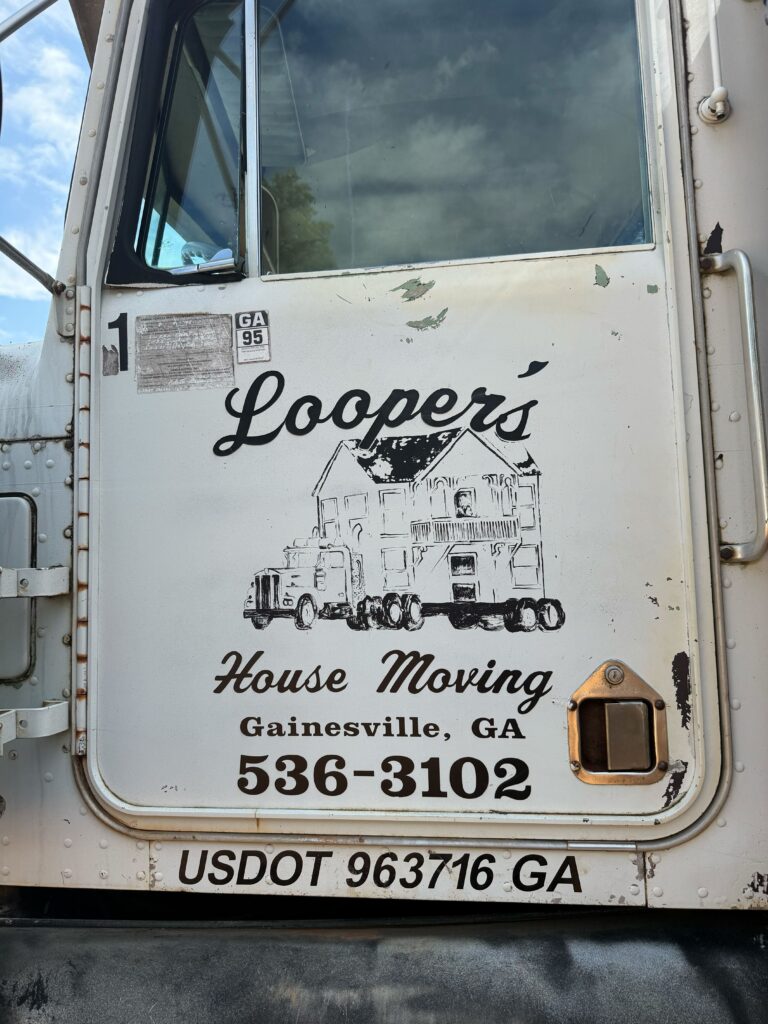 1
GA
95
Looper's
House Moving
Gainesville, GA
536-3102
USDOT 963716 GA